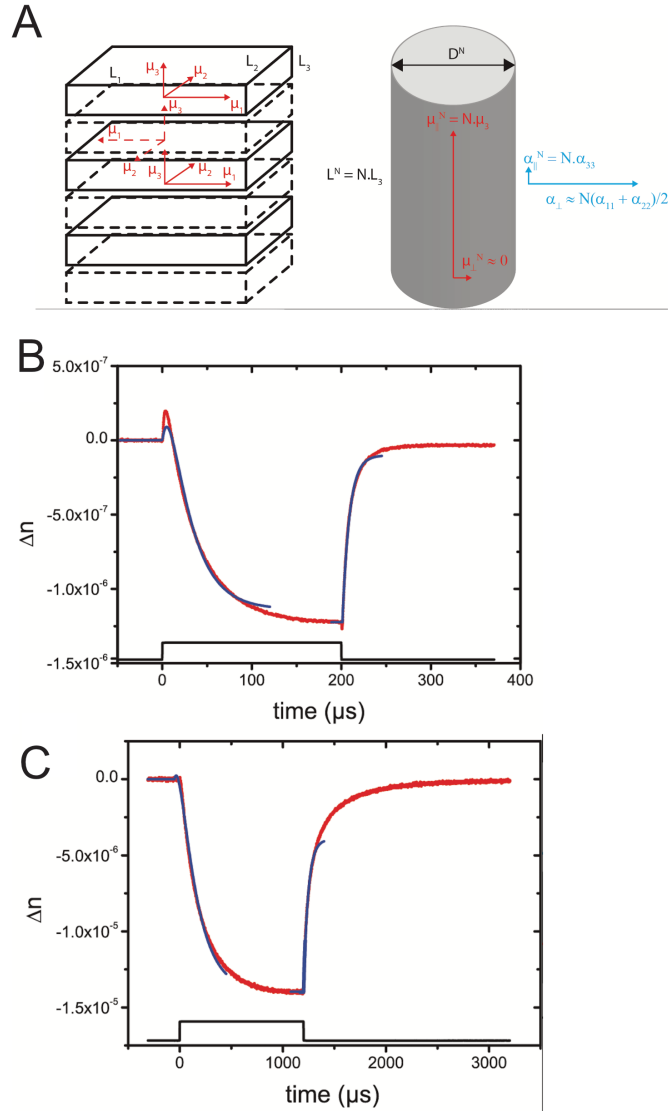 A
L₁
L₂
L₃
μ₃
μ₂
μ₁
μ₃
μ₁
μ₂
μ₃
μ₂
μ₁
Lᴺ = N.L₃
Dᴺ
μ∥ᴺ = N.μ₃
μ⊥ᴺ ≈ 0
α∥ᴺ = N.α₃₃
α⊥ ≈ N(α₁₁ + α₂₂)/2
B
5.0x10⁻⁷
0.0
-5.0x10⁻⁷
-1.0x10⁻⁶
-1.5x10⁻⁶
Δn
0 100 200 300 400
time (μs)
C
0.0
-5.0x10⁻⁶
-1.0x10⁻⁵
-1.5x10⁻⁵
Δn
0 1000 2000 3000
time (μs)